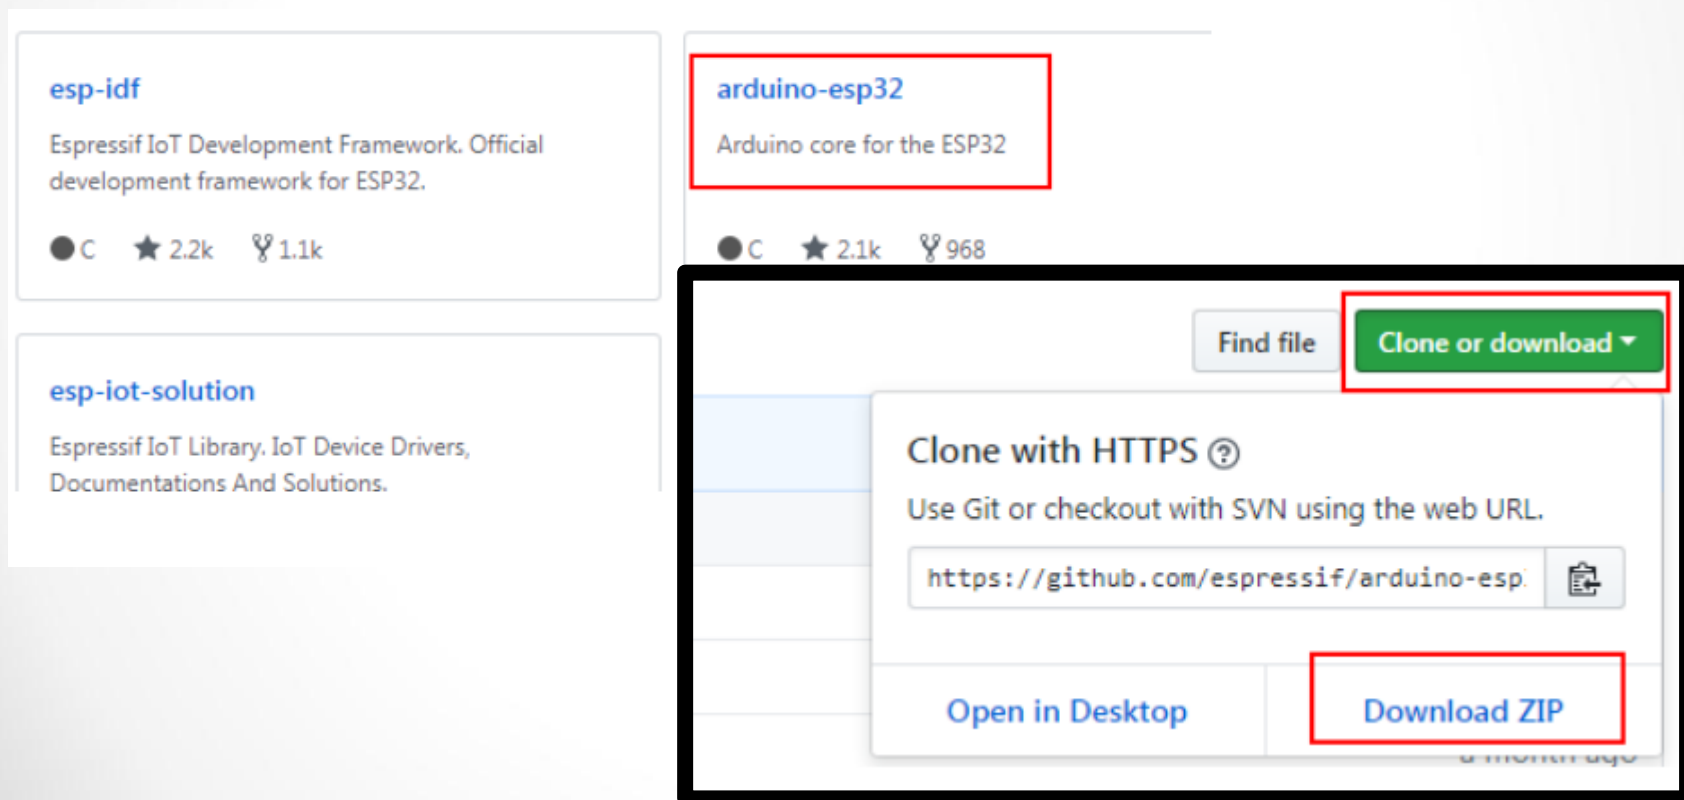 esp-idf
Espressif IoT Development Framework. Official
development framework for ESP32.
C 2.2k 1.1k
arduino-esp32
Arduino core for the ESP32
C 2.1k 968
esp-iot-solution
Espressif IoT Library. IoT Device Drivers,
Documentations And Solutions.
Find file
Clone or download
Clone with HTTPS
Use Git or checkout with SVN using the web URL.
https://github.com/espressif/arduino-esp
Open in Desktop
Download ZIP
a month ago